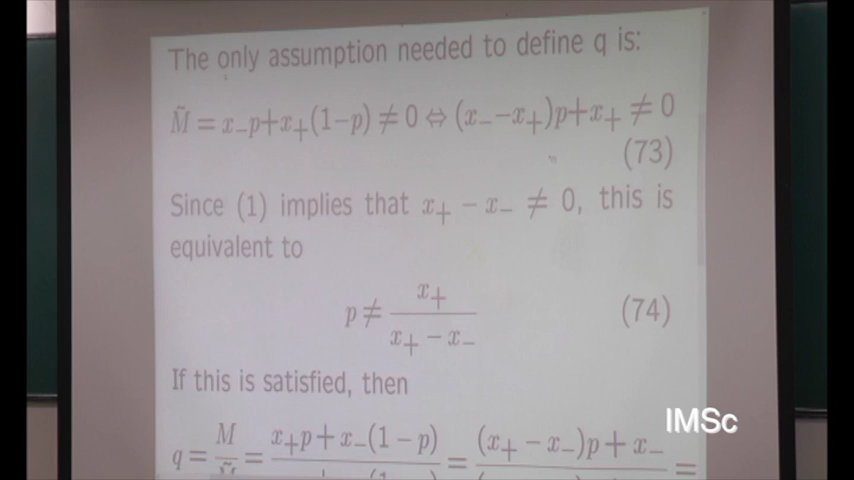 The only assumption needed to define q is:
M̃ = x₋p+x₊(1−p) ≠ 0 ⇔ (x₋−x₊)p+x₊ ≠ 0
(73)
Since (1) implies that x₊ − x₋ ≠ 0, this is
equivalent to
p ≠ x₊ / (x₊ − x₋) (74)
If this is satisfied, then
q = M / M̃ = x₊p + x₋(1 − p) = (x₊ − x₋)p + x₋ =
IMSc